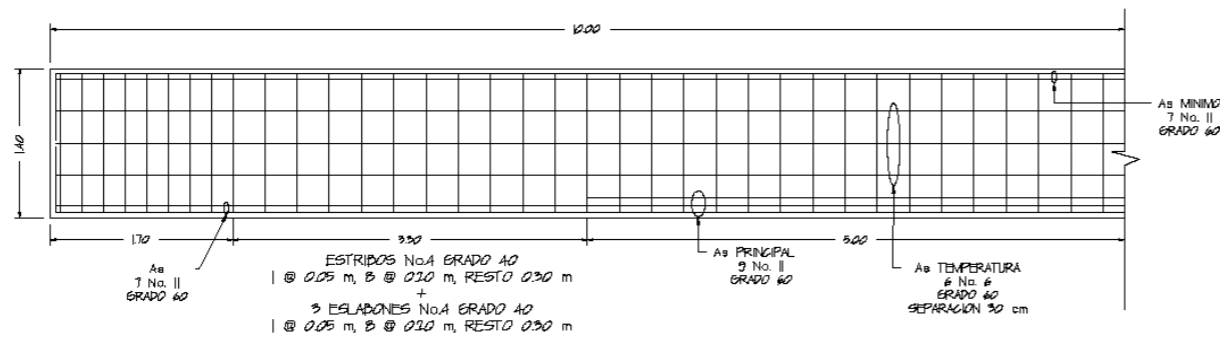 10.00
1.40
As MINIMO
7 No. 11
GRADO 60
1.70
3.30
5.00
As
7 No. 11
GRADO 60
ESTRIBOS No.4 GRADO 40
1 @ 0.05 m, 8 @ 0.20 m, RESTO 0.30 m
+
3 ESLABONES No.4 GRADO 40
1 @ 0.05 m, 8 @ 0.20 m, RESTO 0.30 m
As PRINCIPAL
9 No. 11
GRADO 60
As TEMPERATURA
6 No. 6
GRADO 60
SEPARACION 30 cm